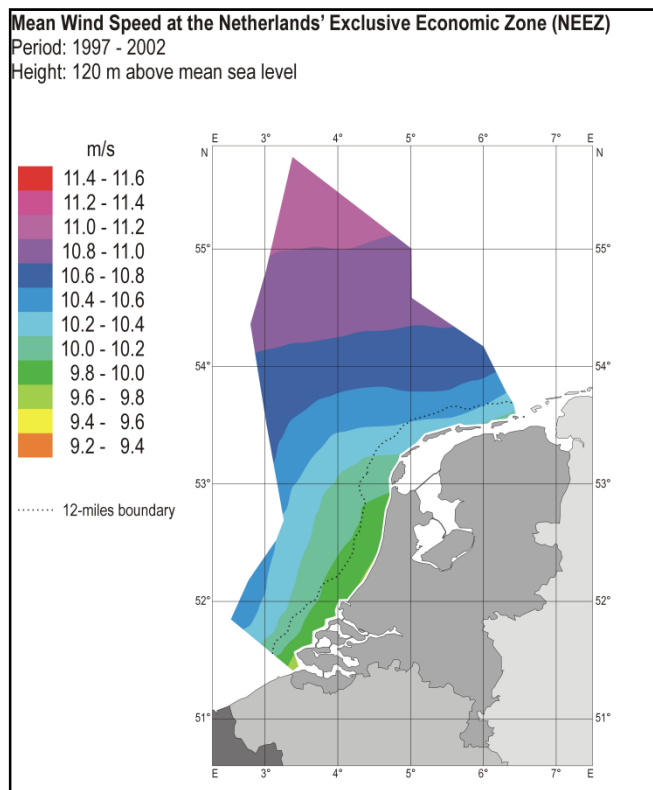 Mean Wind Speed at the Netherlands' Exclusive Economic Zone (NEEZ)
Period: 1997 - 2002
Height: 120 m above mean sea level
m/s
11.4 - 11.6
11.2 - 11.4
11.0 - 11.2
10.8 - 11.0
10.6 - 10.8
10.4 - 10.6
10.2 - 10.4
10.0 - 10.2
9.8 - 10.0
9.6 - 9.8
9.4 - 9.6
9.2 - 9.4
12-miles boundary
E 3° 4° 5° 6° 7° E
N N
55° 55°
54° 54°
53° 53°
52° 52°
51° 51°
E 3° 4° 5° 6° 7° E